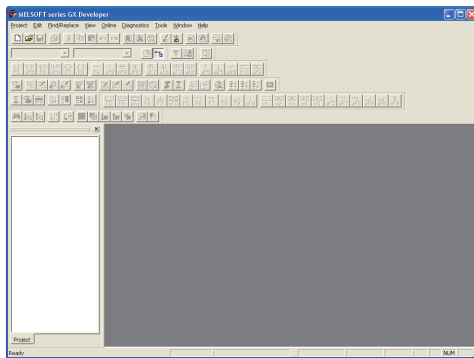 MELSOFT series GX Developer
Project Edit Find/Replace View Online Diagnostics Tools Window Help
Project
Ready NUM